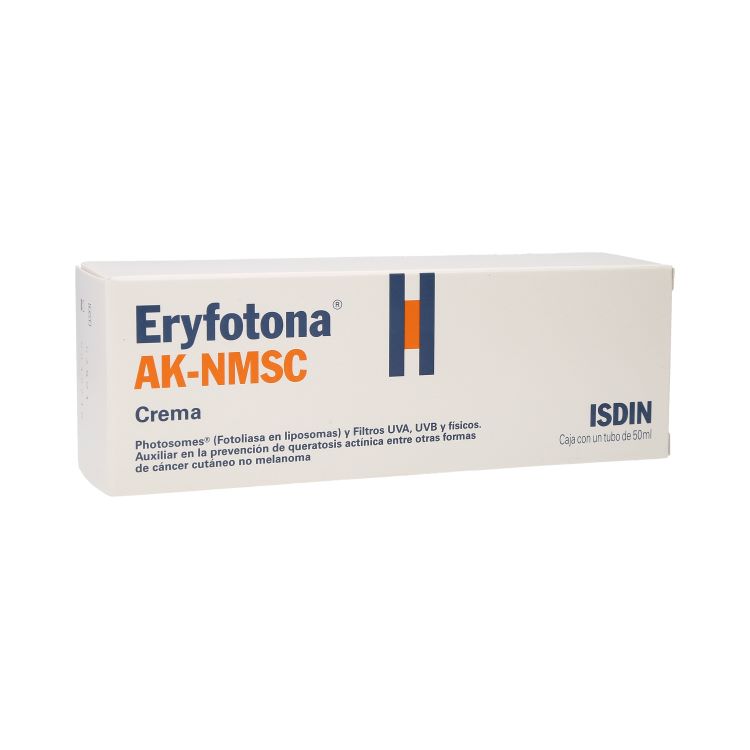 Eryfotona®
AK-NMSC
Crema
Photosomes® (Fotoliasa en liposomas) y Filtros UVA, UVB y físicos.
Auxiliar en la prevención de queratosis actínica entre otras formas
de cáncer cutáneo no melanoma
ISDIN
Caja con un tubo de 50ml